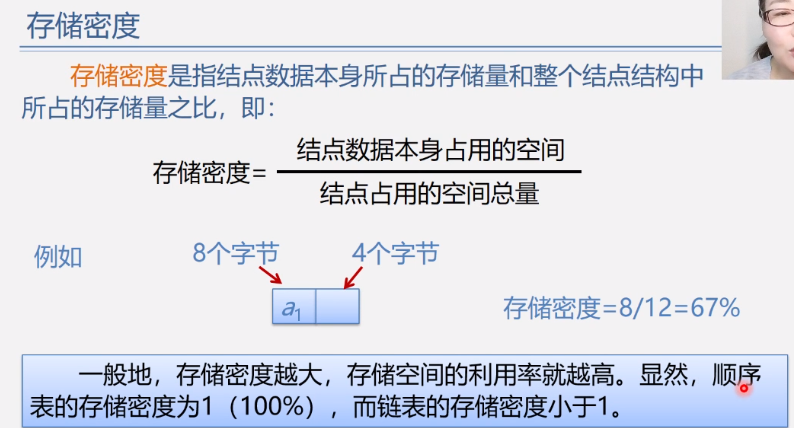 存储密度
存储密度是指结点数据本身所占的存储量和整个结点结构中
所占的存储量之比，即：
存储密度=
结点数据本身占用的空间
结点占用的空间总量
例如
8个字节
4个字节
a1
存储密度=8/12=67%
一般地，存储密度越大，存储空间的利用率就越高。显然，顺序
表的存储密度为1（100%），而链表的存储密度小于1。